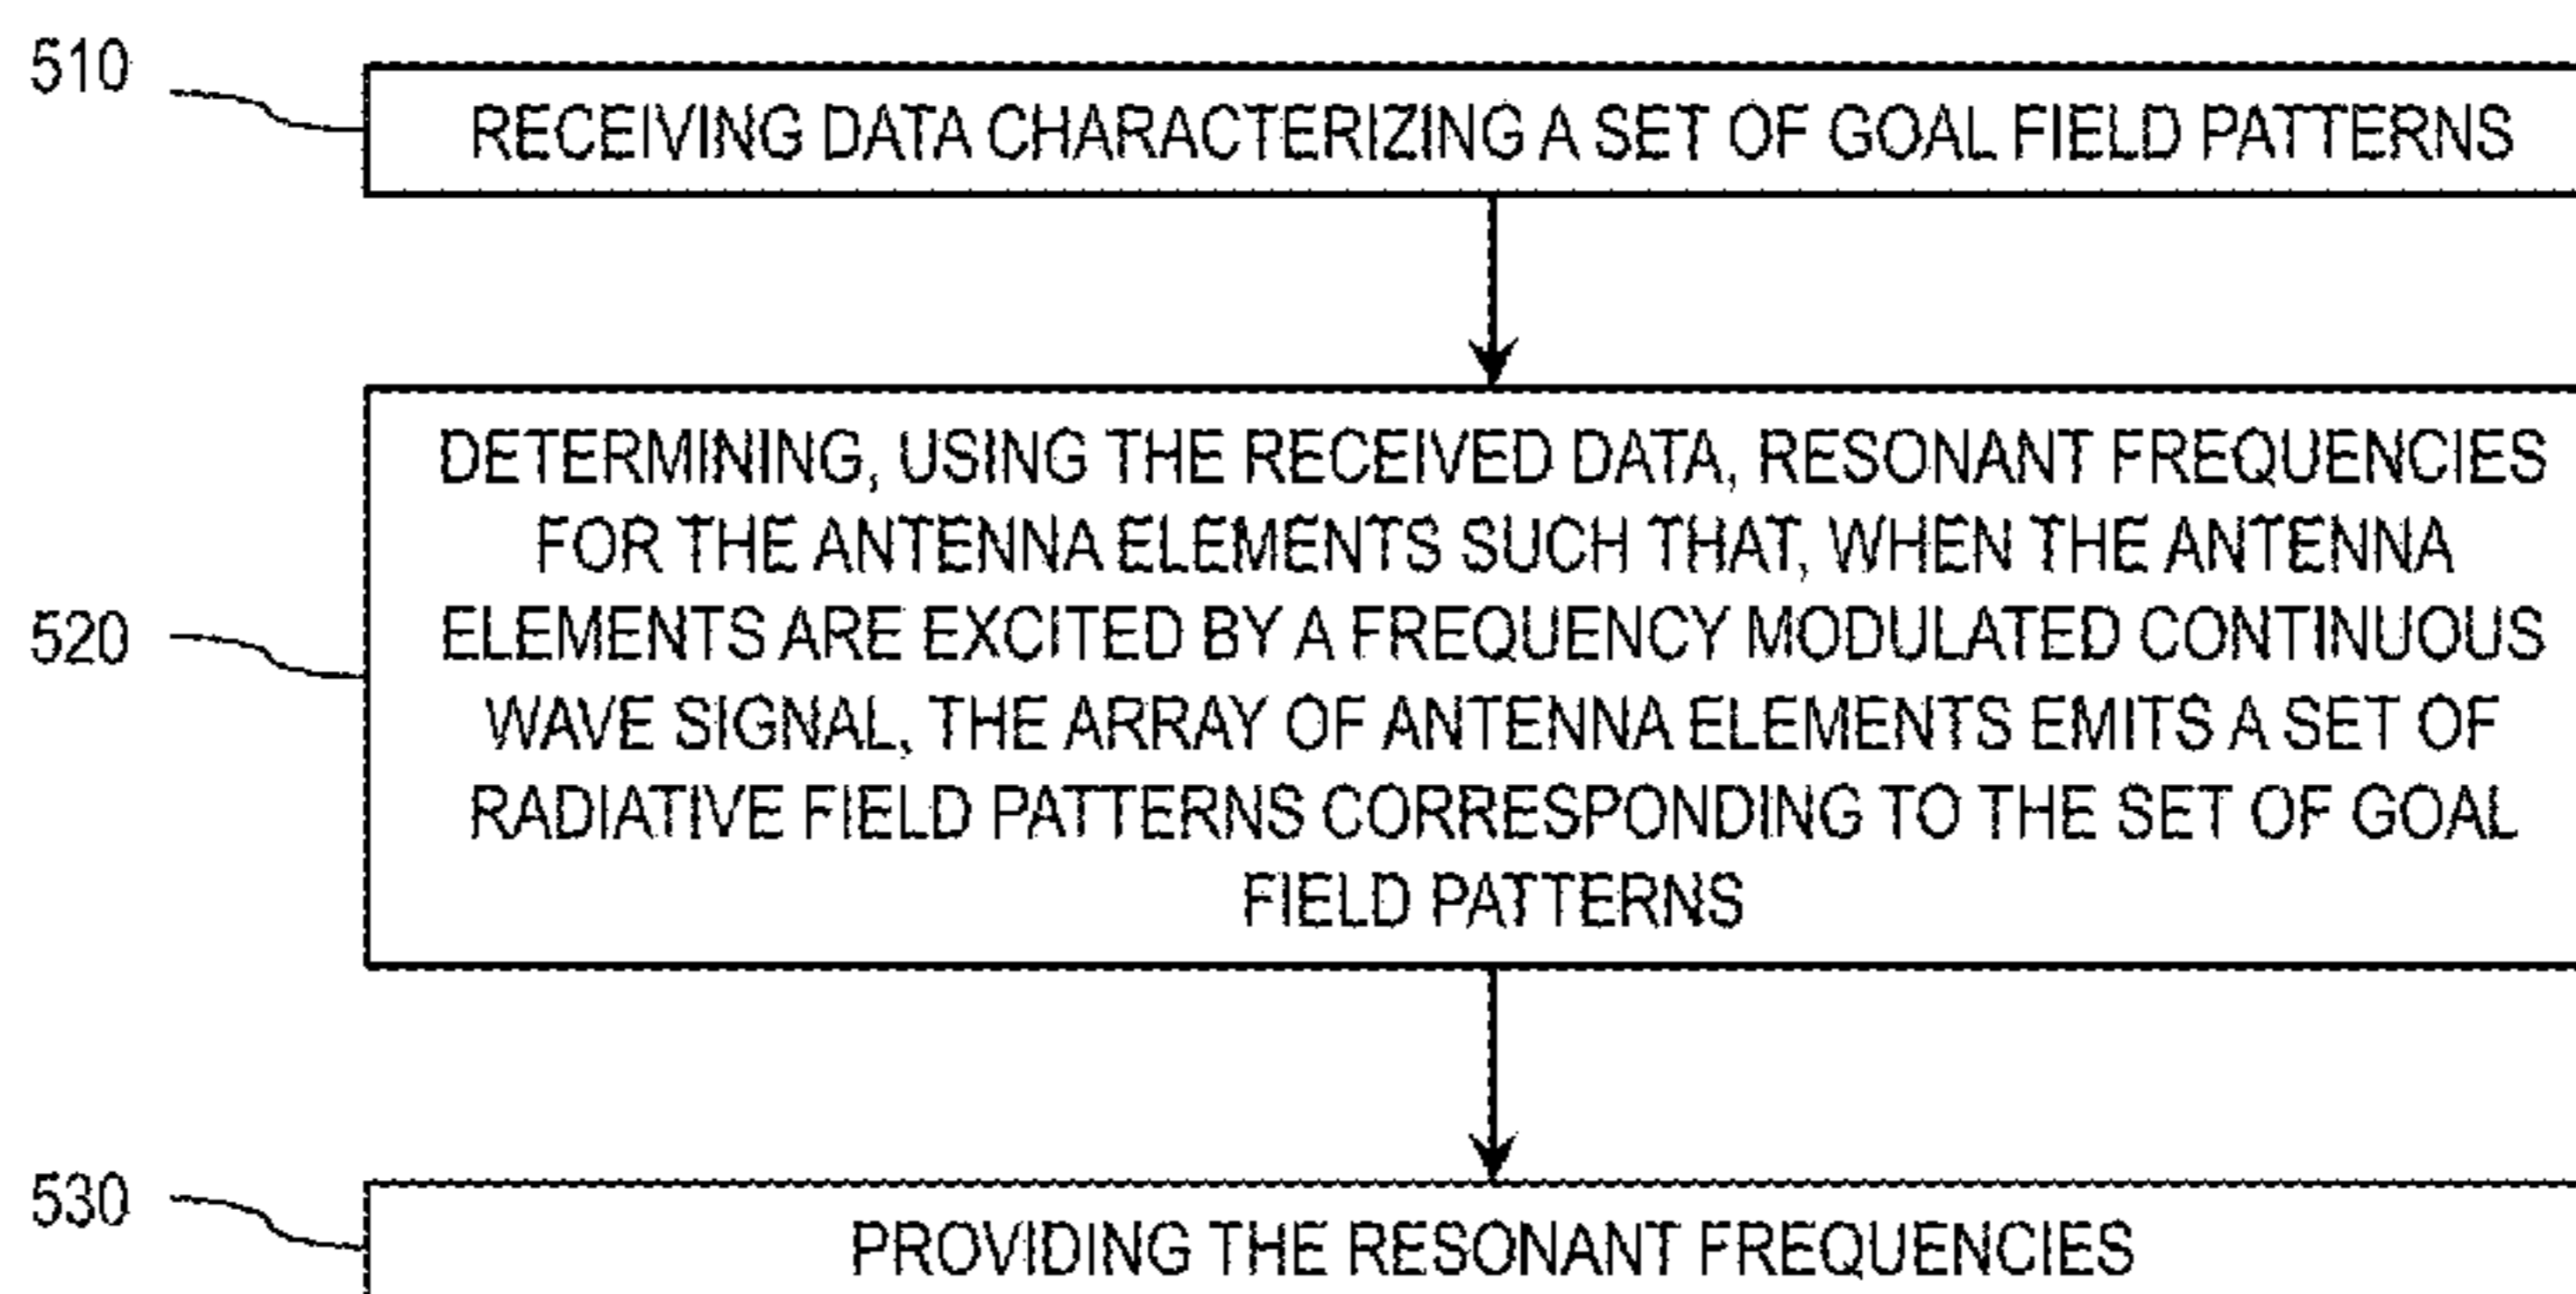 510
RECEIVING DATA CHARACTERIZING A SET OF GOAL FIELD PATTERNS
DETERMINING, USING THE RECEIVED DATA, RESONANT FREQUENCIES
FOR THE ANTENNA ELEMENTS SUCH THAT, WHEN THE ANTENNA
520
ELEMENTS ARE EXCITED BY A FREQUENCY MODULATED CONTINUOUS
WAVE SIGNAL, THE ARRAY OF ANTENNA ELEMENTS EMITS A SET OF
RADIATIVE FIELD PATTERNS CORRESPONDING TO THE SET OF GOAL
FIELD PATTERNS
530
PROVIDING THE RESONANT FREQUENCIES